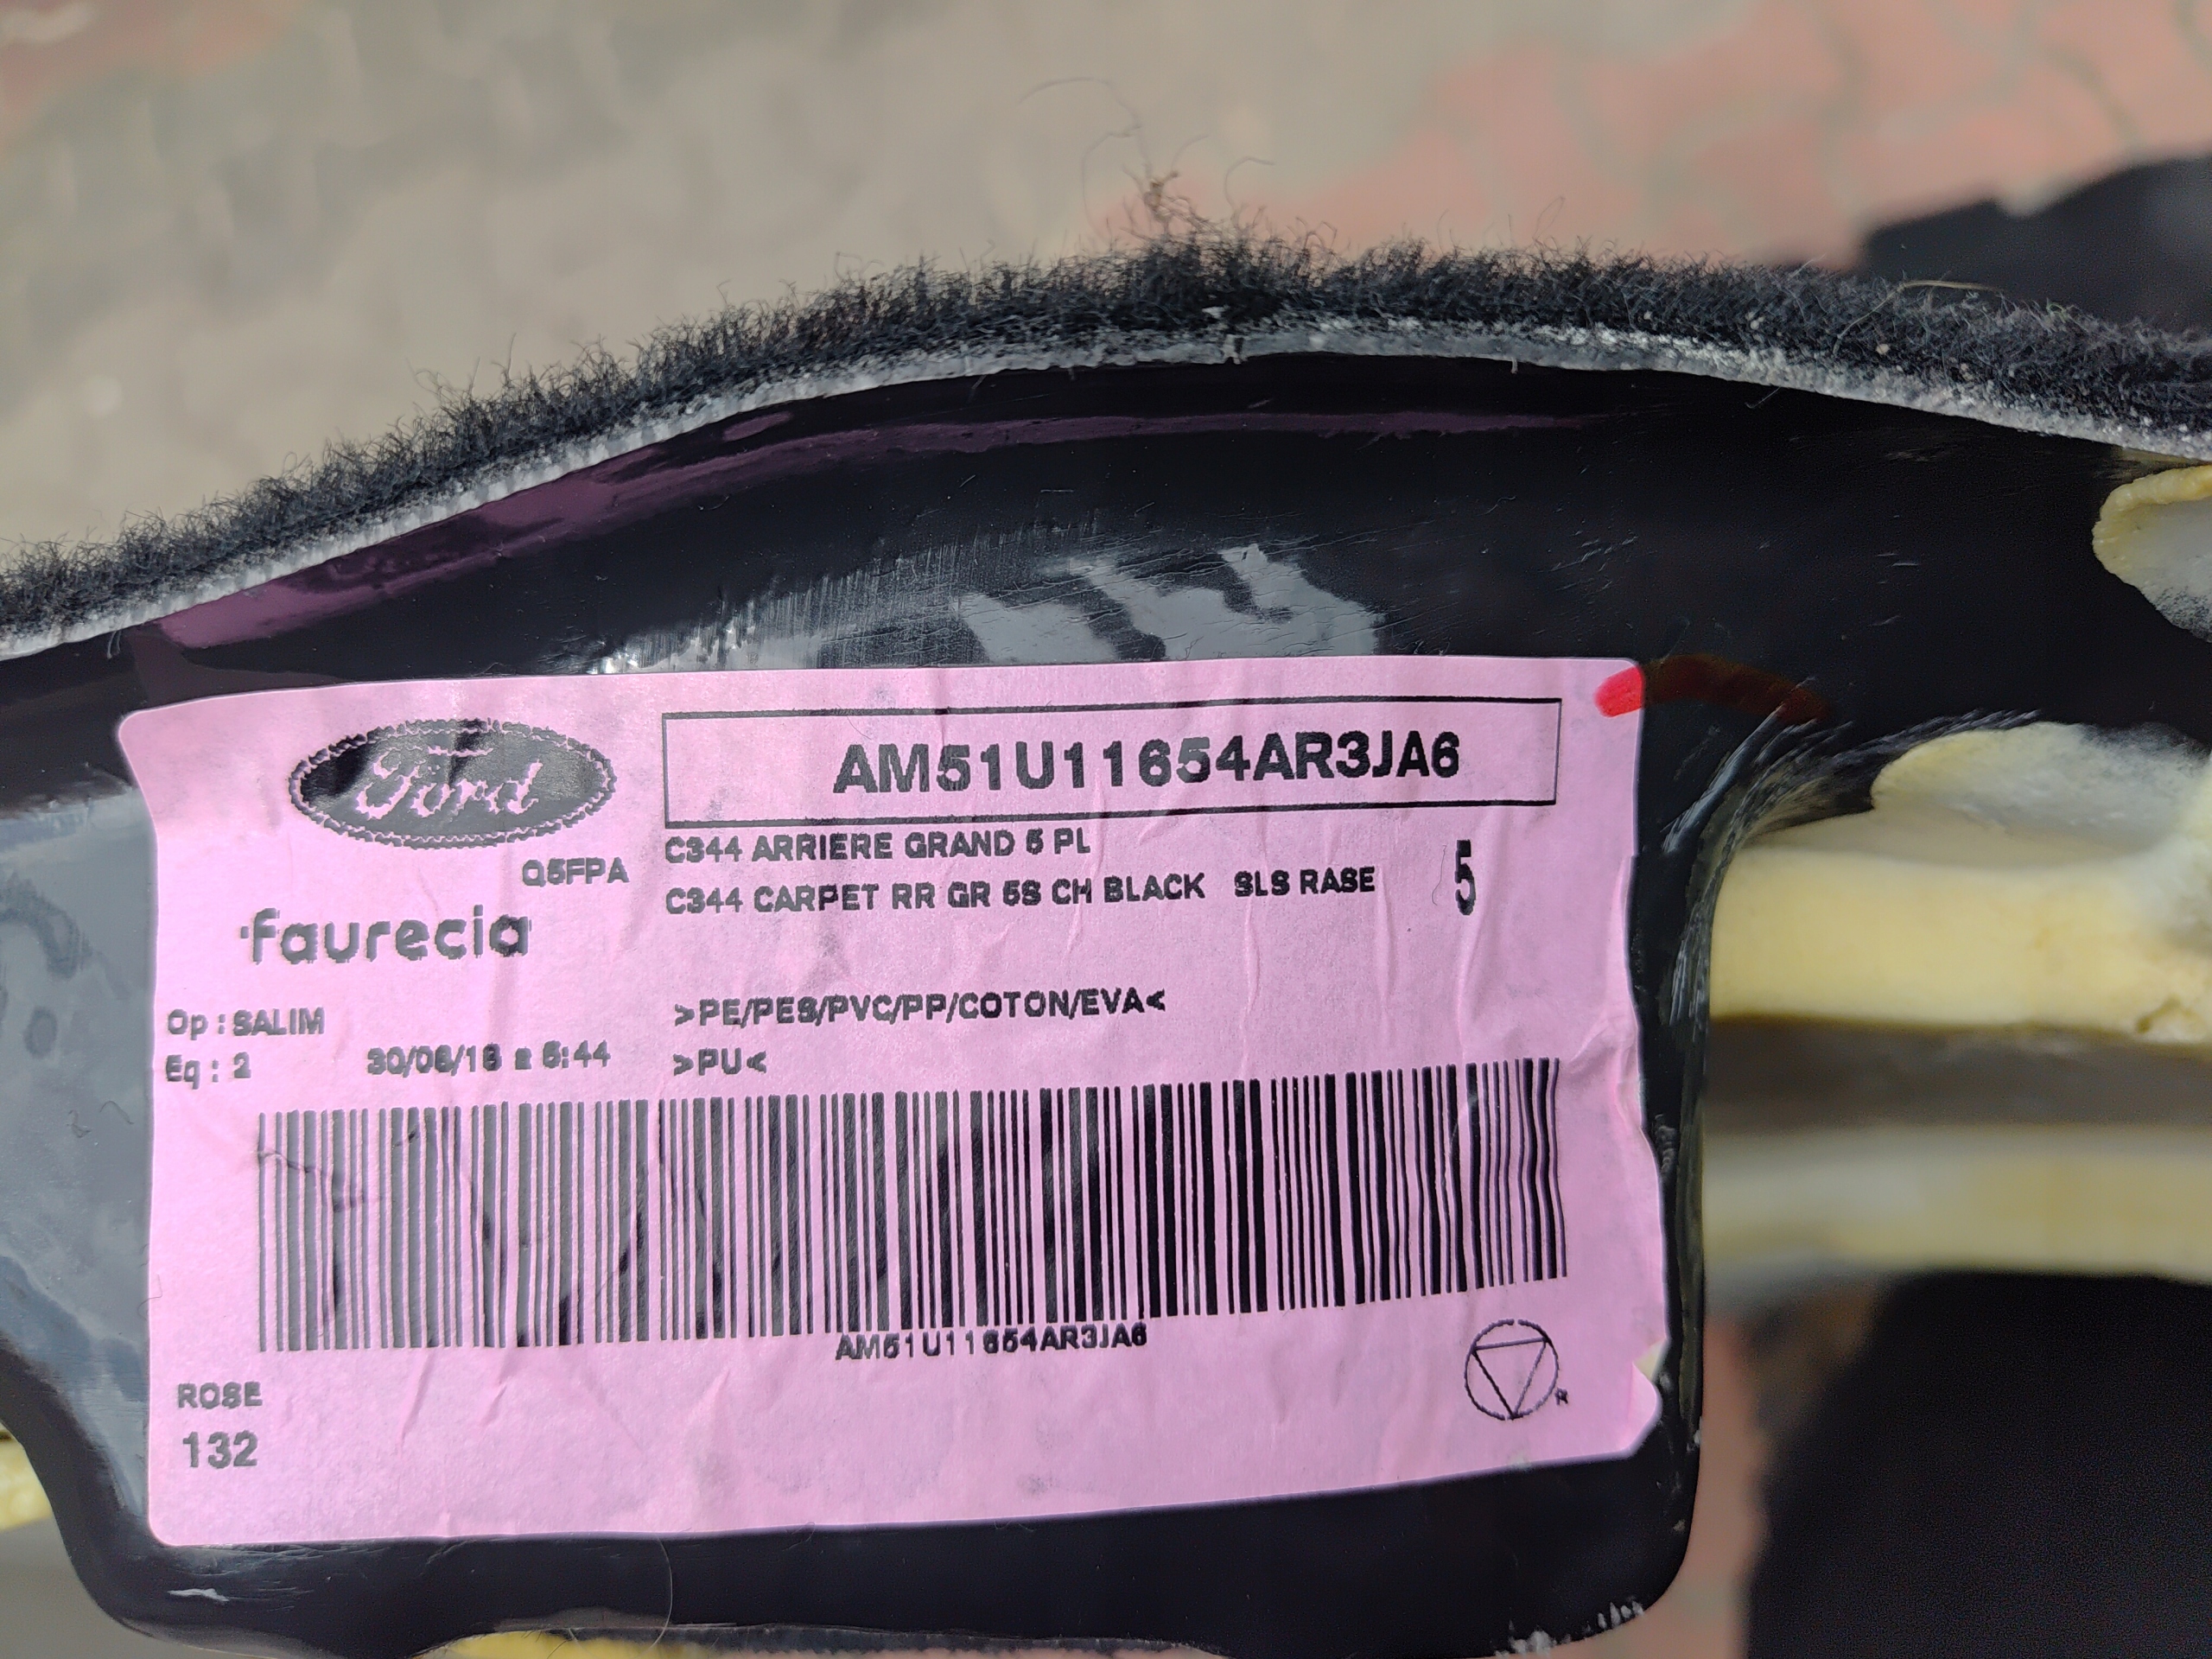 Ford
AM51U11654AR3JA6
Q5FPA
C344 ARRIERE GRAND 5 PL
C344 CARPET RR GR 5S CH BLACK SLS RASE
5
faurecia
Op : SALIM
Eq : 2
>PE/PES/PVC/PP/COTON/EVA<
>PU<
AM51U11654AR3JA6
ROSE
132
R